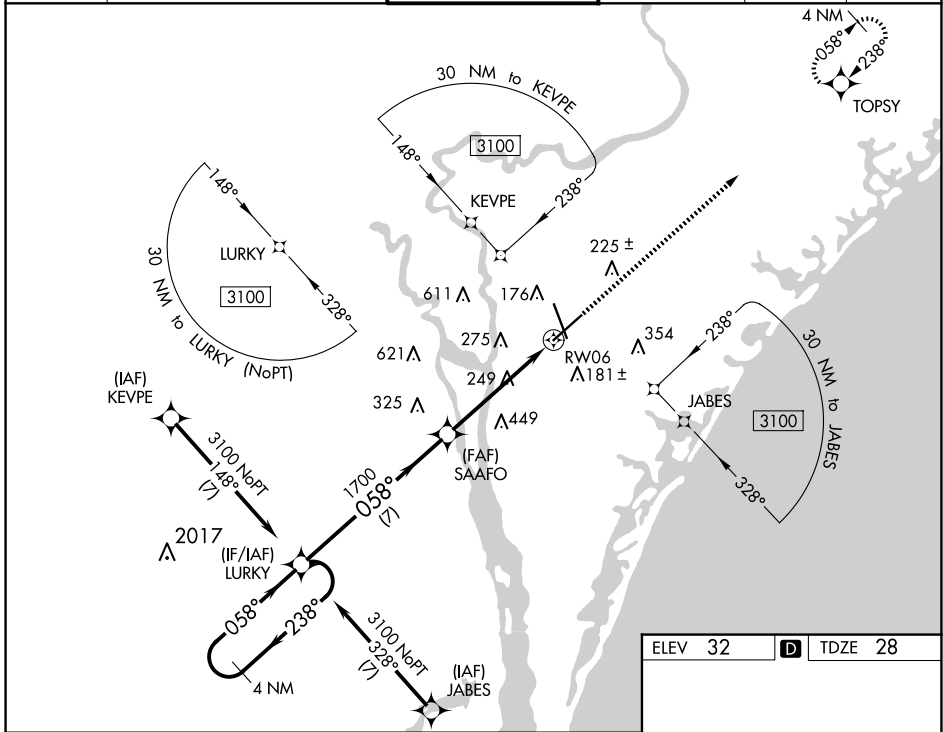 4 NM
058°
238°
TOPSY
30 NM to KEVPE
3100
148°
238°
KEVPE
148°
LURKY
3100
328°
30 NM to LURKY (NoPT)
225 ±
611
176
275
354
RW06
621
249
181 ±
325
449
238°
30 NM to JABES
JABES
3100
328°
(IAF)
KEVPE
3100 NoPT
148°
(7)
(FAF)
SAAFO
1700
058°
(7)
2017
(IF/IAF)
LURKY
058°
238°
4 NM
3100 NoPT
328°
(7)
(IAF)
JABES
ELEV 32 D TDZE 28